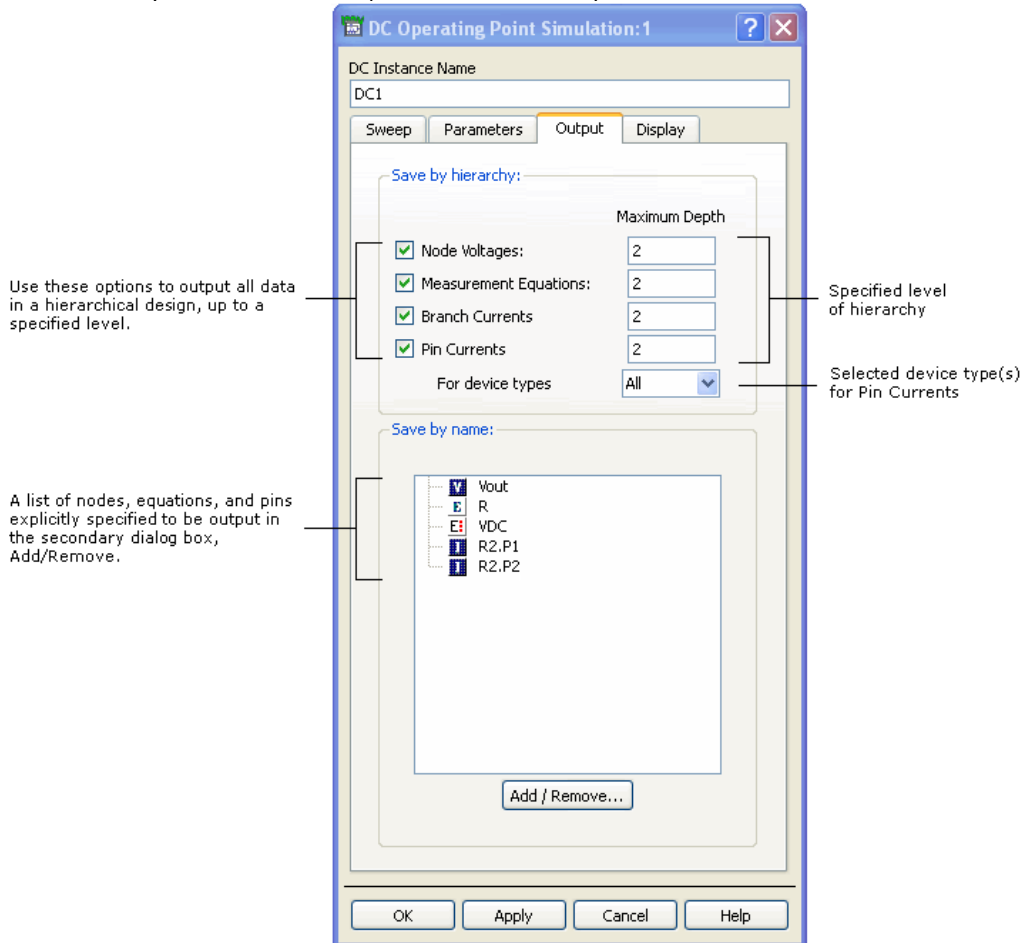 DC Operating Point Simulation:1
DC Instance Name
DC1
Sweep Parameters Output Display
Save by hierarchy:
Maximum Depth
Node Voltages: 2
Measurement Equations: 2
Branch Currents 2
Pin Currents 2
For device types All
Use these options to output all data
in a hierarchical design, up to a
specified level.
Specified level
of hierarchy
Selected device type(s)
for Pin Currents
Save by name:
V Vout
E R
E VDC
I R2.P1
I R2.P2
A list of nodes, equations, and pins
explicitly specified to be output in
the secondary dialog box,
Add/Remove.
Add / Remove...
OK Apply Cancel Help